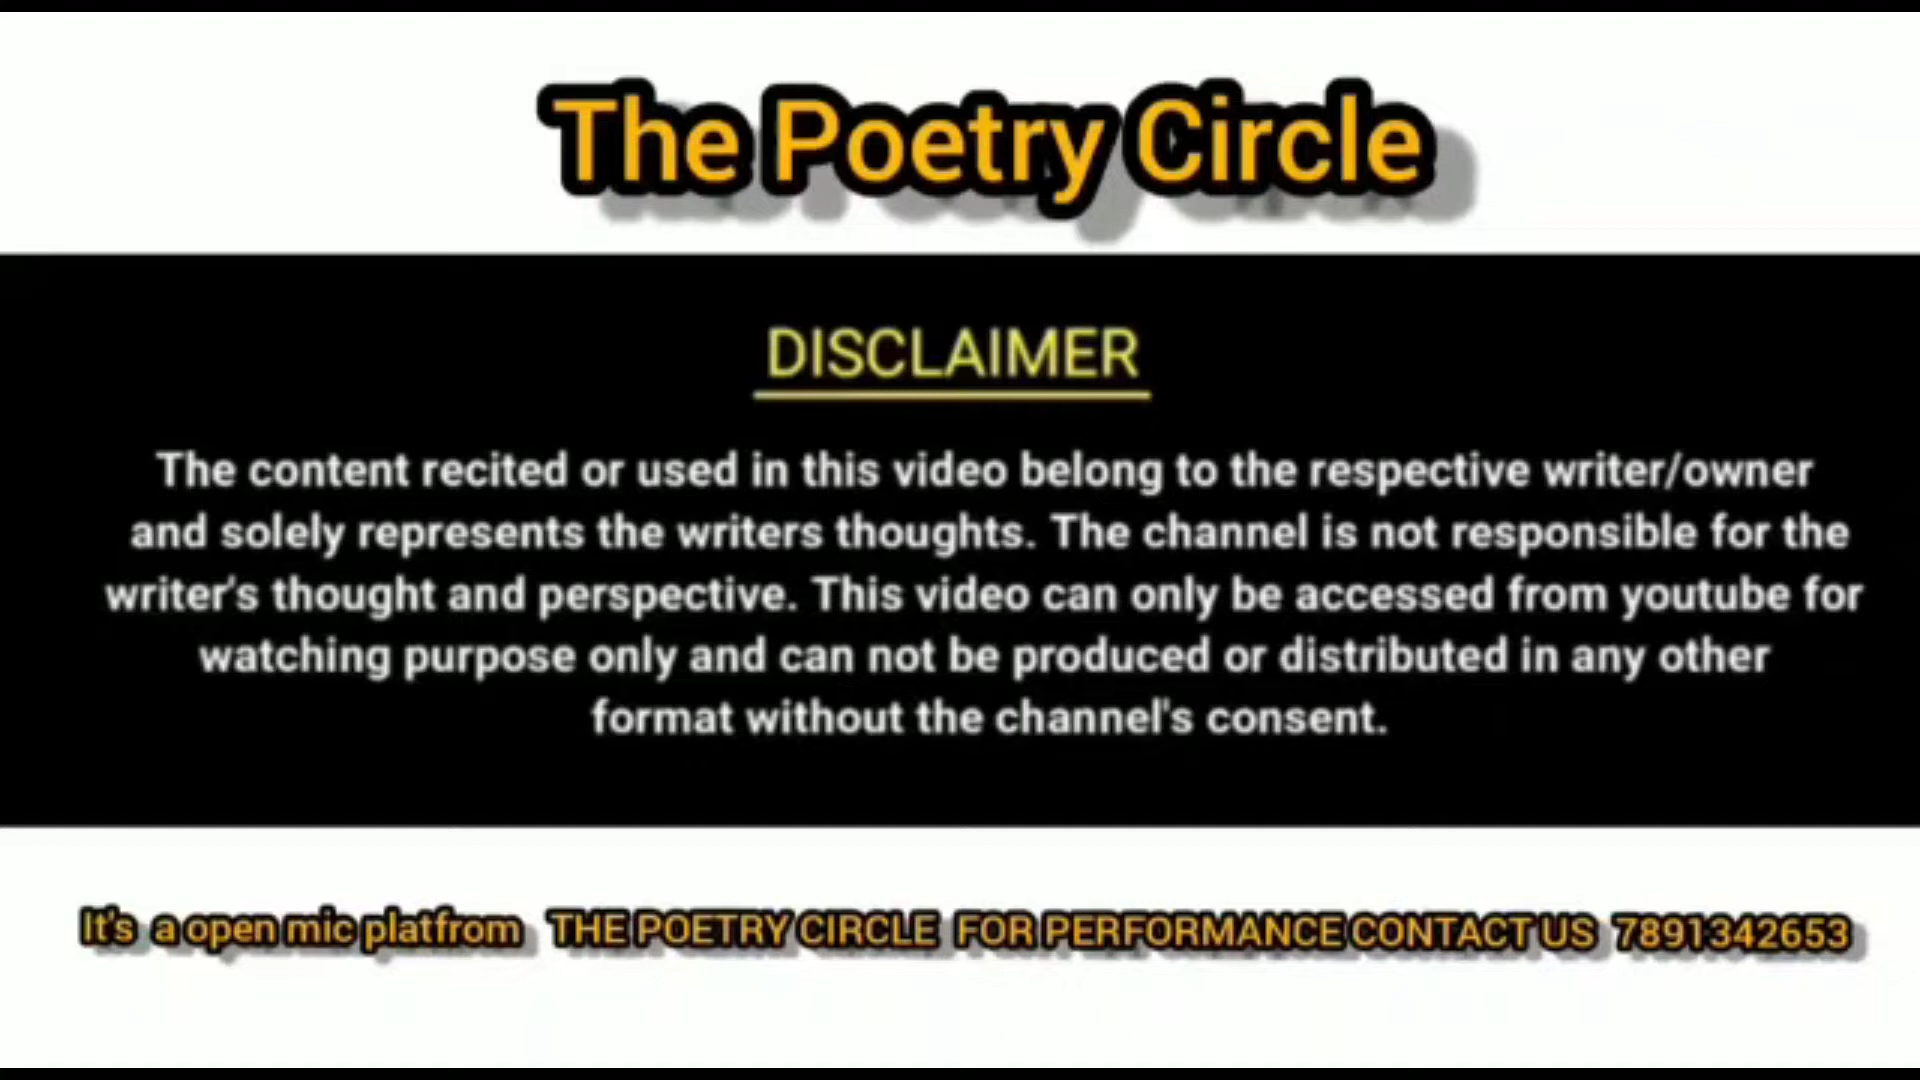 The Poetry Circle
DISCLAIMER
The content recited or used in this video belong to the respective writer/owner
and solely represents the writers thoughts. The channel is not responsible for the
writer's thought and perspective. This video can only be accessed from youtube for
watching purpose only and can not be produced or distributed in any other
format without the channel's consent.
It's a open mic platfrom THE POETRY CIRCLE FOR PERFORMANCE CONTACT US 7891342653